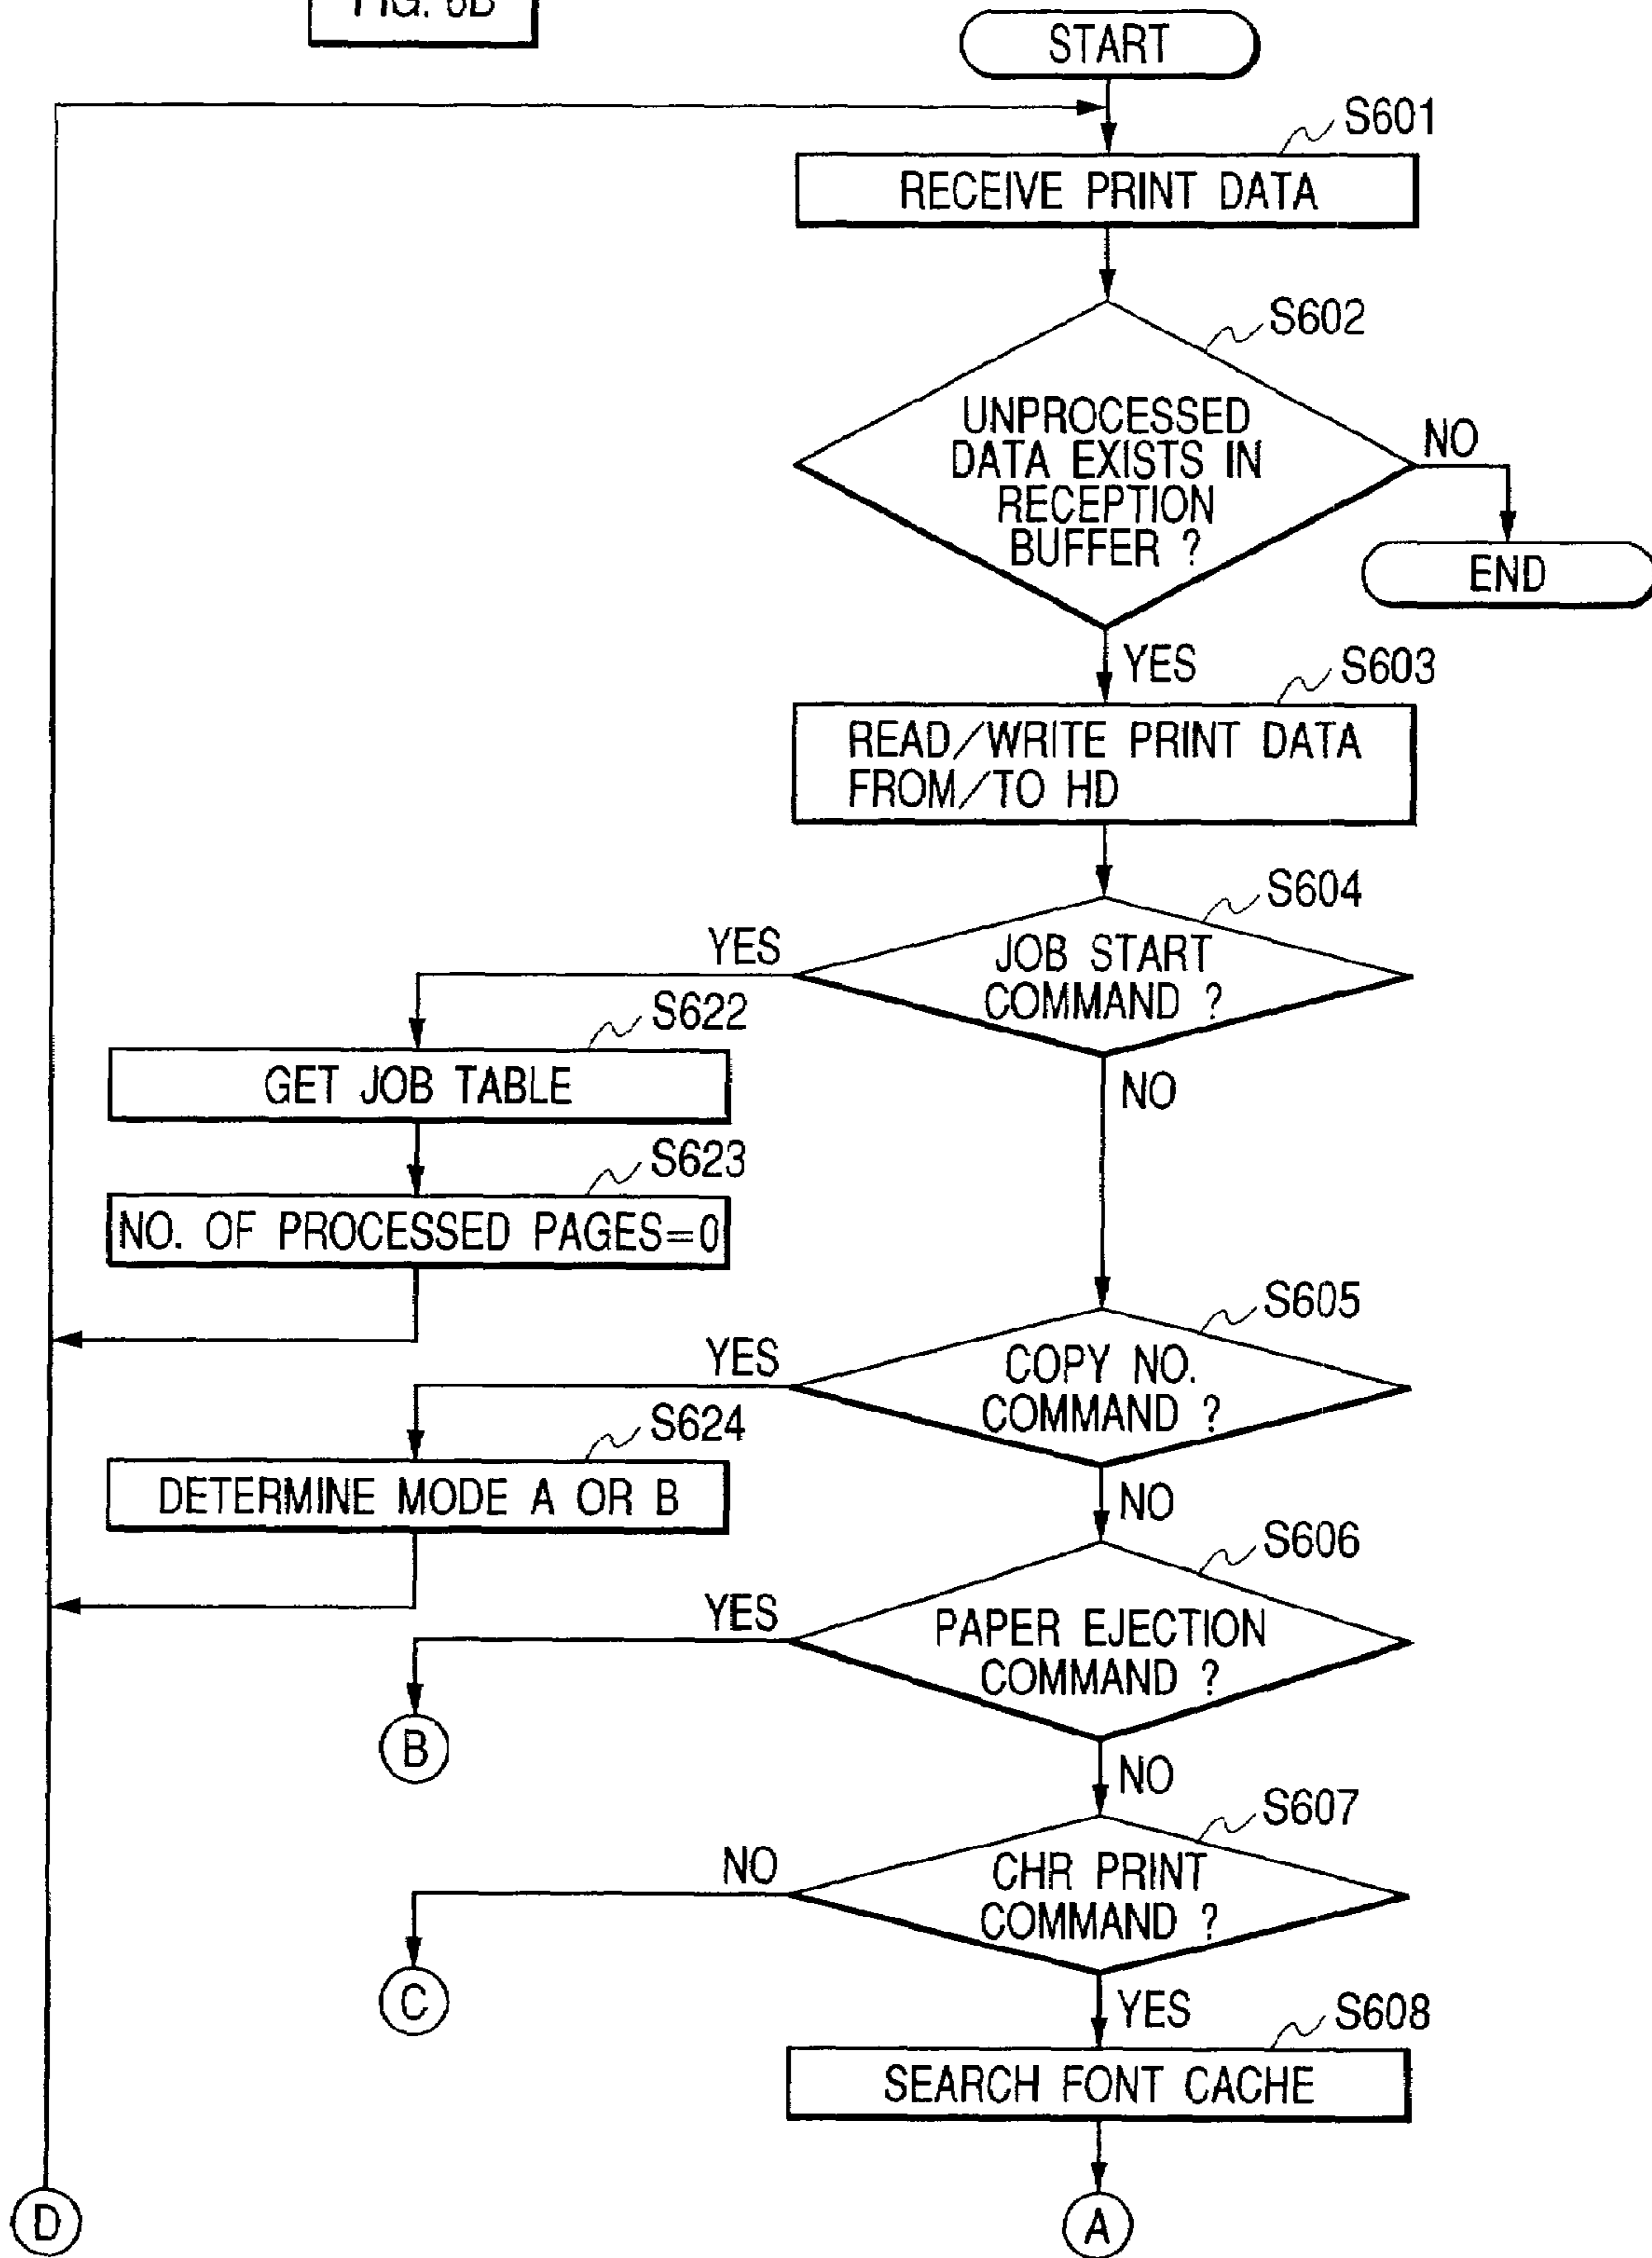 FIG. 6B
START
S601
RECEIVE PRINT DATA
S602
UNPROCESSED
DATA EXISTS IN
RECEPTION
BUFFER ?
NO
END
YES
S603
READ/WRITE PRINT DATA
FROM/TO HD
S604
YES
JOB START
COMMAND ?
S622
GET JOB TABLE
NO
S623
NO. OF PROCESSED PAGES=0
S605
YES
COPY NO.
COMMAND ?
S624
DETERMINE MODE A OR B
NO
S606
YES
PAPER EJECTION
COMMAND ?
B
NO
S607
NO
CHR PRINT
COMMAND ?
C
YES
S608
SEARCH FONT CACHE
D
A